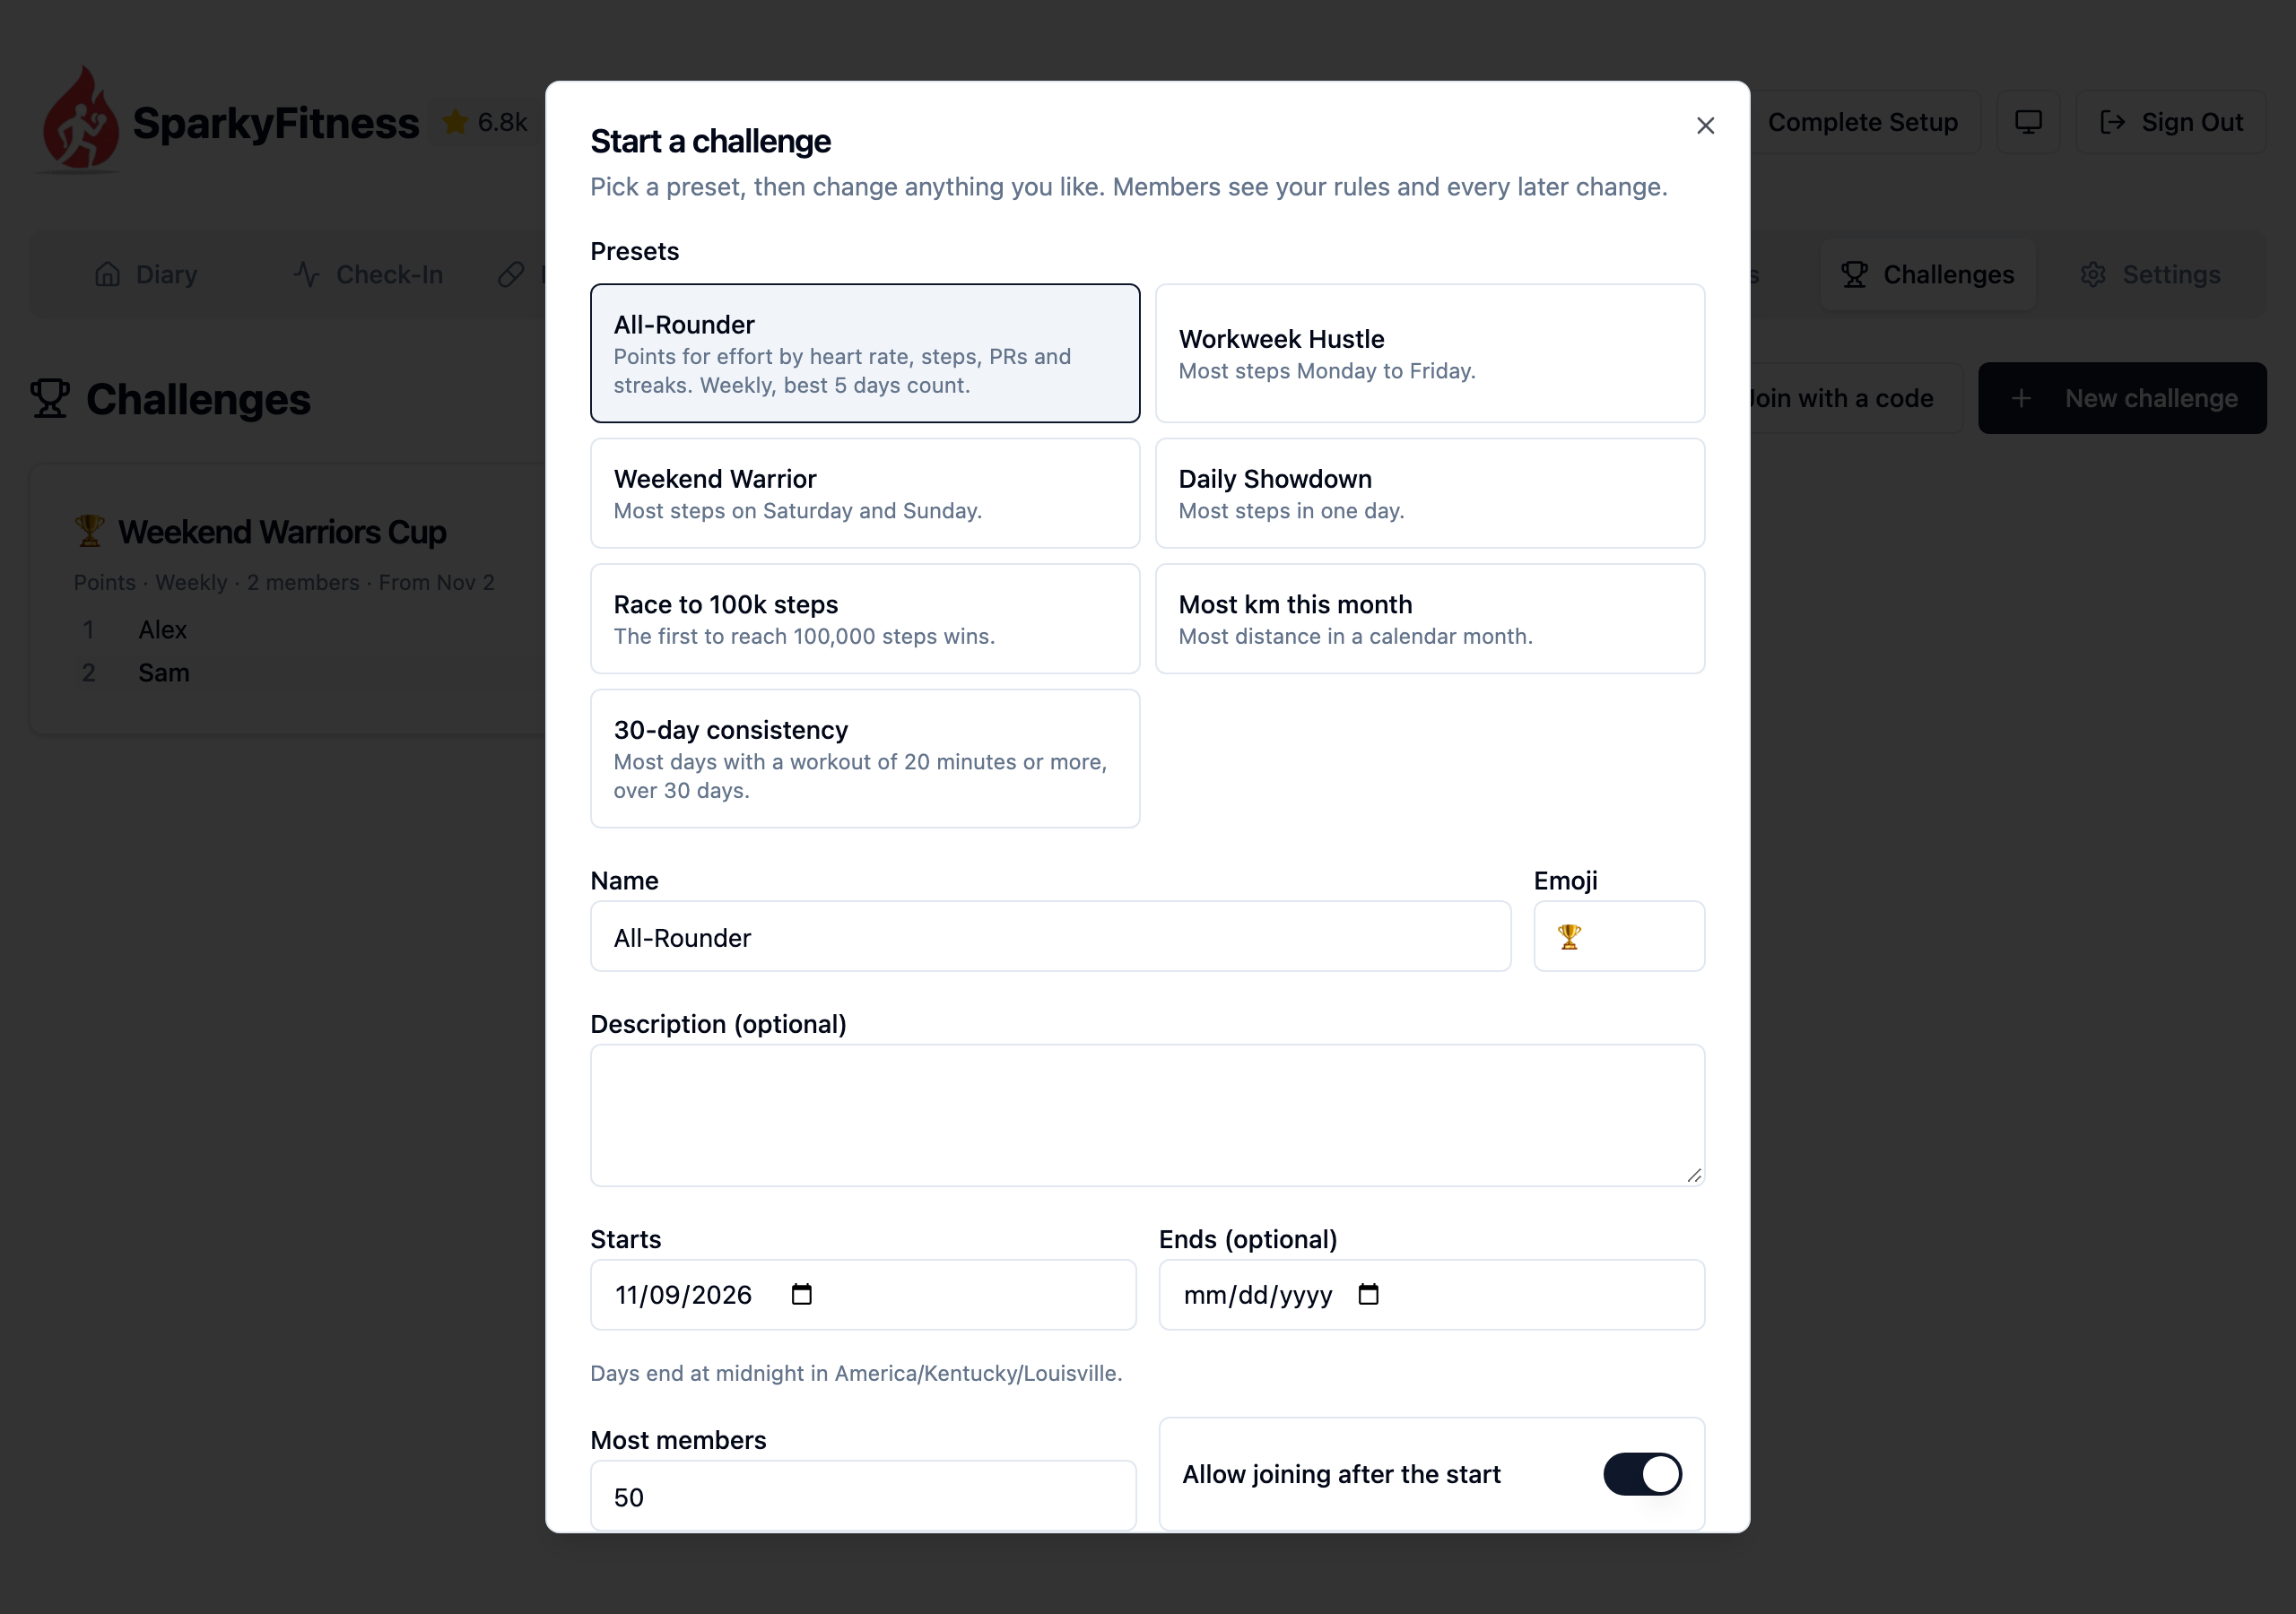 SparkyFitness
6.8k
Complete Setup
Sign Out
Diary
Check-In
Challenges
Settings
Challenges
Join with a code
New challenge
Weekend Warriors Cup
Points · Weekly · 2 members · From Nov 2
1 Alex
2 Sam
Start a challenge
Pick a preset, then change anything you like. Members see your rules and every later change.
Presets
All-Rounder
Points for effort by heart rate, steps, PRs and
streaks. Weekly, best 5 days count.
Workweek Hustle
Most steps Monday to Friday.
Weekend Warrior
Most steps on Saturday and Sunday.
Daily Showdown
Most steps in one day.
Race to 100k steps
The first to reach 100,000 steps wins.
Most km this month
Most distance in a calendar month.
30-day consistency
Most days with a workout of 20 minutes or more,
over 30 days.
Name
Emoji
All-Rounder
🏆
Description (optional)
Starts
Ends (optional)
11/09/2026
mm/dd/yyyy
Days end at midnight in America/Kentucky/Louisville.
Most members
50
Allow joining after the start